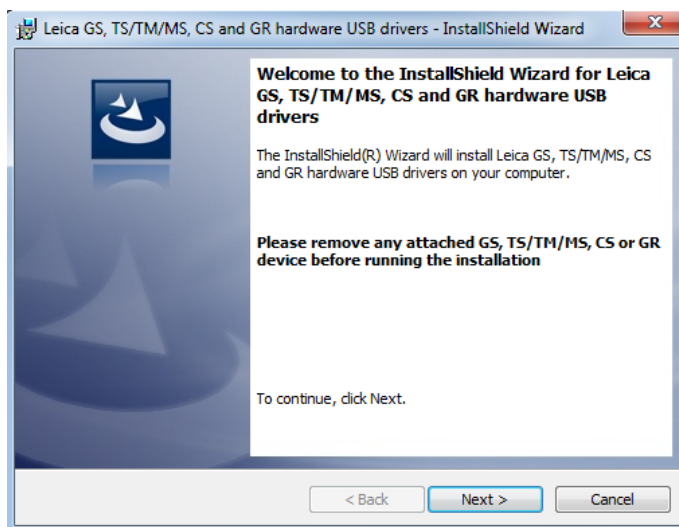 Leica GS, TS/TM/MS, CS and GR hardware USB drivers - InstallShield Wizard
Welcome to the InstallShield Wizard for Leica
GS, TS/TM/MS, CS and GR hardware USB
drivers
The InstallShield(R) Wizard will install Leica GS, TS/TM/MS, CS
and GR hardware USB drivers on your computer.
Please remove any attached GS, TS/TM/MS, CS or GR
device before running the installation
To continue, click Next.
< Back
Next >
Cancel